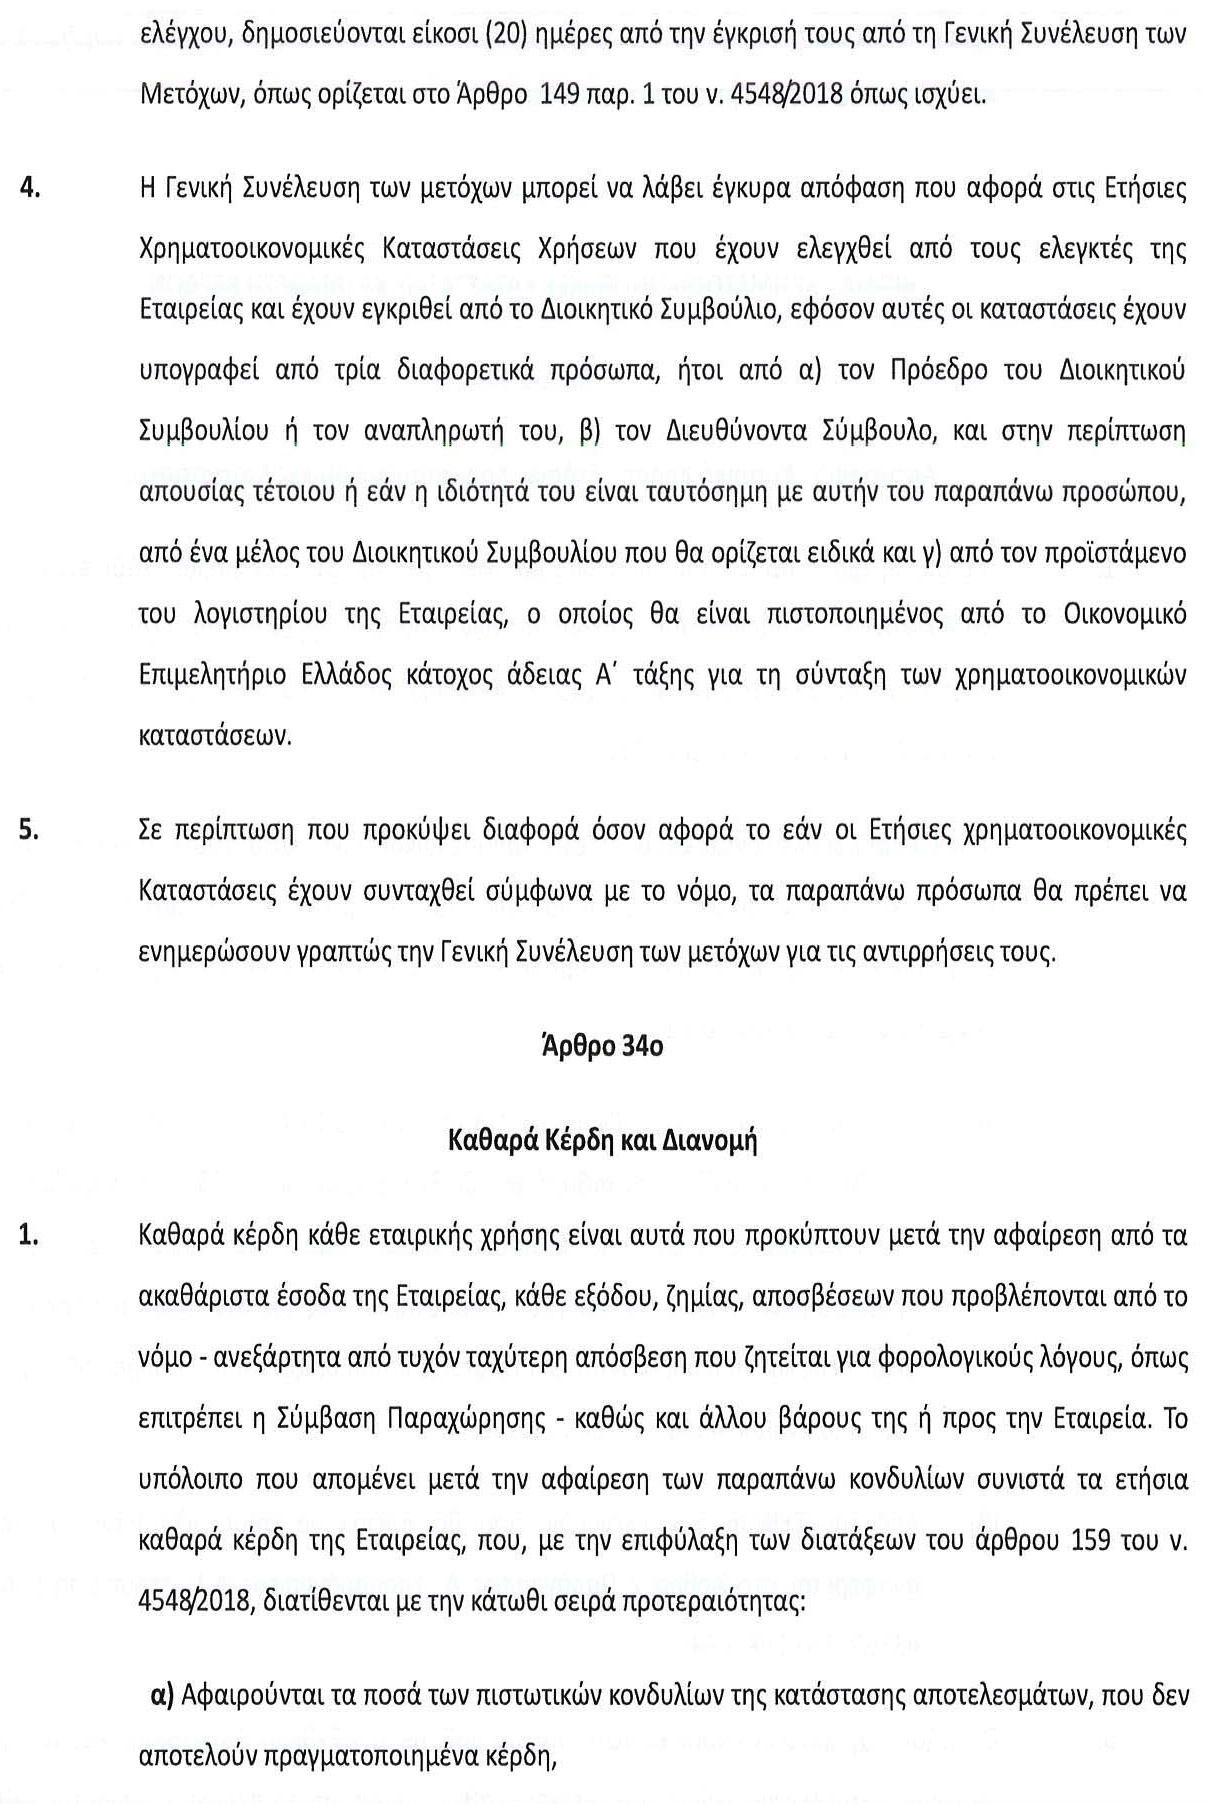 ελέγχου, δημοσιεύονται είκοσι (20) ημέρες από την έγκρισή τους από τη Γενική Συνέλευση των
Μετόχων, όπως ορίζεται στο Άρθρο 149 παρ. 1 του ν. 4548/2018 όπως ισχύει.
4. Η Γενική Συνέλευση των μετόχων μπορεί να λάβει έγκυρα απόφαση που αφορά στις Ετήσιες
Χρηματοοικονομικές Καταστάσεις Χρήσεων που έχουν ελεγχθεί από τους ελεγκτές της
Εταιρείας και έχουν εγκριθεί από το Διοικητικό Συμβούλιο, εφόσον αυτές οι καταστάσεις έχουν
υπογραφεί από τρία διαφορετικά πρόσωπα, ήτοι από α) τον Πρόεδρο του Διοικητικού
Συμβουλίου ή τον αναπληρωτή του, β) τον Διευθύνοντα Σύμβουλο, και στην περίπτωση
απουσίας τέτοιου ή εάν η ιδιότητά του είναι ταυτόσημη με αυτήν του παραπάνω προσώπου,
από ένα μέλος του Διοικητικού Συμβουλίου που θα ορίζεται ειδικά και γ) από τον προϊστάμενο
του λογιστηρίου της Εταιρείας, ο οποίος θα είναι πιστοποιημένος από το Οικονομικό
Επιμελητήριο Ελλάδος κάτοχος άδειας Α΄ τάξης για τη σύνταξη των χρηματοοικονομικών
καταστάσεων.
5. Σε περίπτωση που προκύψει διαφορά όσον αφορά το εάν οι Ετήσιες χρηματοοικονομικές
Καταστάσεις έχουν συνταχθεί σύμφωνα με το νόμο, τα παραπάνω πρόσωπα θα πρέπει να
ενημερώσουν γραπτώς την Γενική Συνέλευση των μετόχων για τις αντιρρήσεις τους.
Άρθρο 34ο
Καθαρά Κέρδη και Διανομή
1. Καθαρά κέρδη κάθε εταιρικής χρήσης είναι αυτά που προκύπτουν μετά την αφαίρεση από τα
ακαθάριστα έσοδα της Εταιρείας, κάθε εξόδου, ζημίας, αποσβέσεων που προβλέπονται από το
νόμο - ανεξάρτητα από τυχόν ταχύτερη απόσβεση που ζητείται για φορολογικούς λόγους, όπως
επιτρέπει η Σύμβαση Παραχώρησης - καθώς και άλλου βάρους της ή προς την Εταιρεία. Το
υπόλοιπο που απομένει μετά την αφαίρεση των παραπάνω κονδυλίων συνιστά τα ετήσια
καθαρά κέρδη της Εταιρείας, που, με την επιφύλαξη των διατάξεων του άρθρου 159 του ν.
4548/2018, διατίθενται με την κάτωθι σειρά προτεραιότητας:
α) Αφαιρούνται τα ποσά των πιστωτικών κονδυλίων της κατάστασης αποτελεσμάτων, που δεν
αποτελούν πραγματοποιημένα κέρδη,